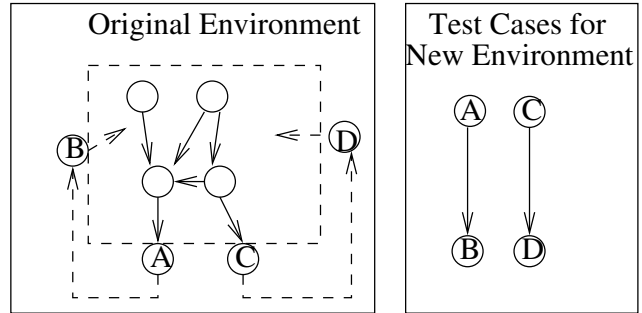 Original Environment
B
D
A
C
Test Cases for
New Environment
A
C
B
D